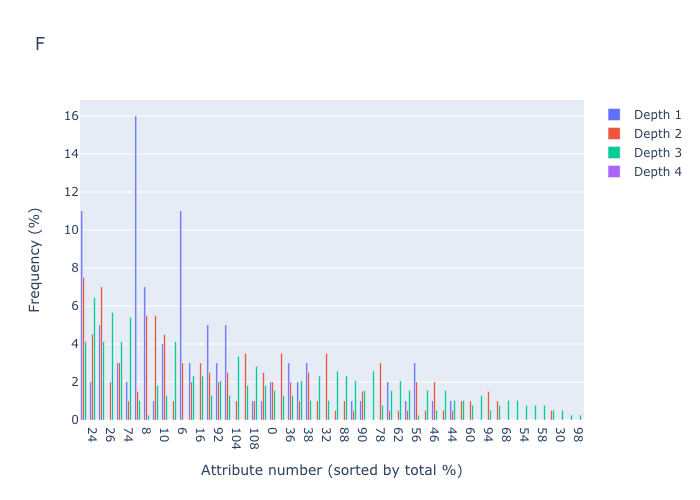 F
Depth 1
Depth 2
Depth 3
Depth 4
16
14
12
10
8
6
4
2
0
Frequency (%)
24 26 74 8 10 6 16 92 104 108 0 36 38 32 88 90 78 62 56 46 44 60 94 68 54 58 30 98
Attribute number (sorted by total %)